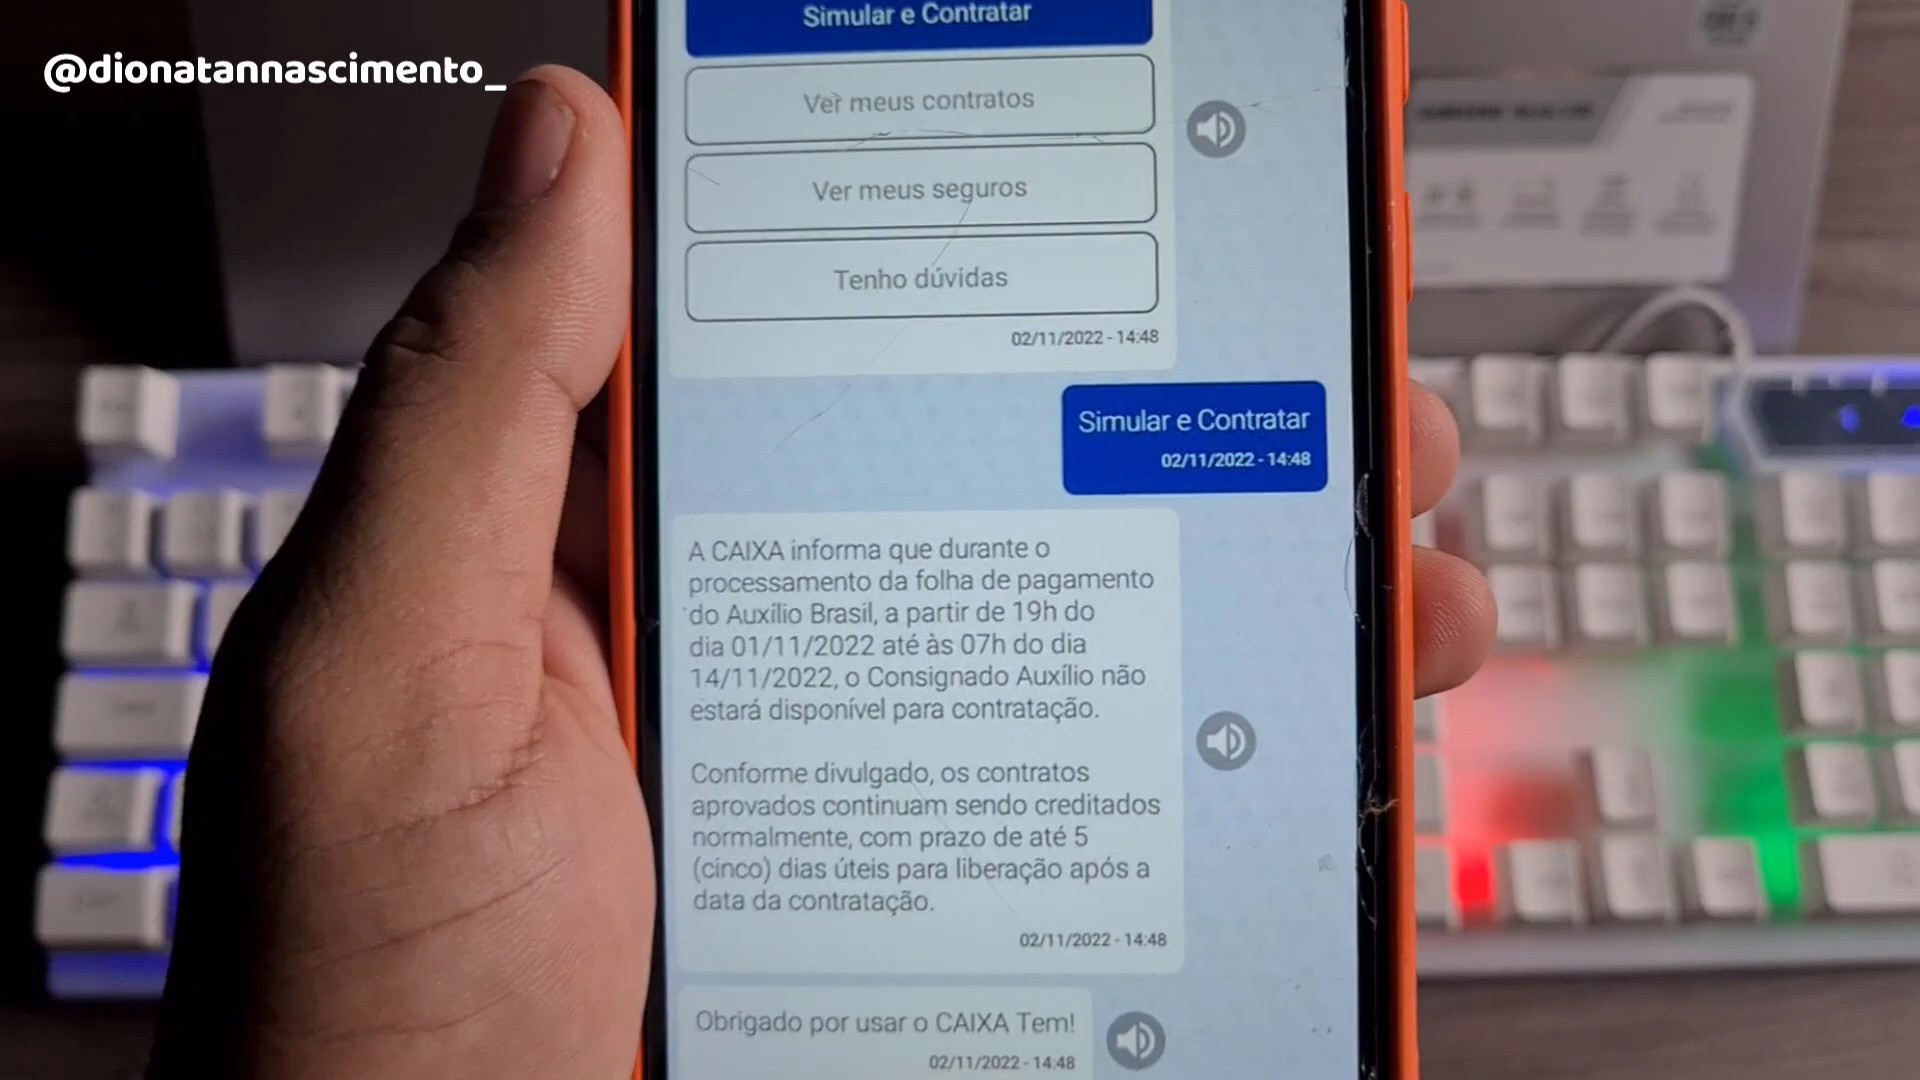 @dionatannascimento_
Simular e Contratar
Ver meus contratos
Ver meus seguros
Tenho dúvidas
02/11/2022 - 14:48
Simular e Contratar
02/11/2022 - 14:48
A CAIXA informa que durante o
processamento da folha de pagamento
do Auxílio Brasil, a partir de 19h do
dia 01/11/2022 até às 07h do dia
14/11/2022, o Consignado Auxílio não
estará disponível para contratação.
Conforme divulgado, os contratos
aprovados continuam sendo creditados
normalmente, com prazo de até 5
(cinco) dias úteis para liberação após a
data da contratação.
02/11/2022 - 14:48
Obrigado por usar o CAIXA Tem!
02/11/2022 - 14:48